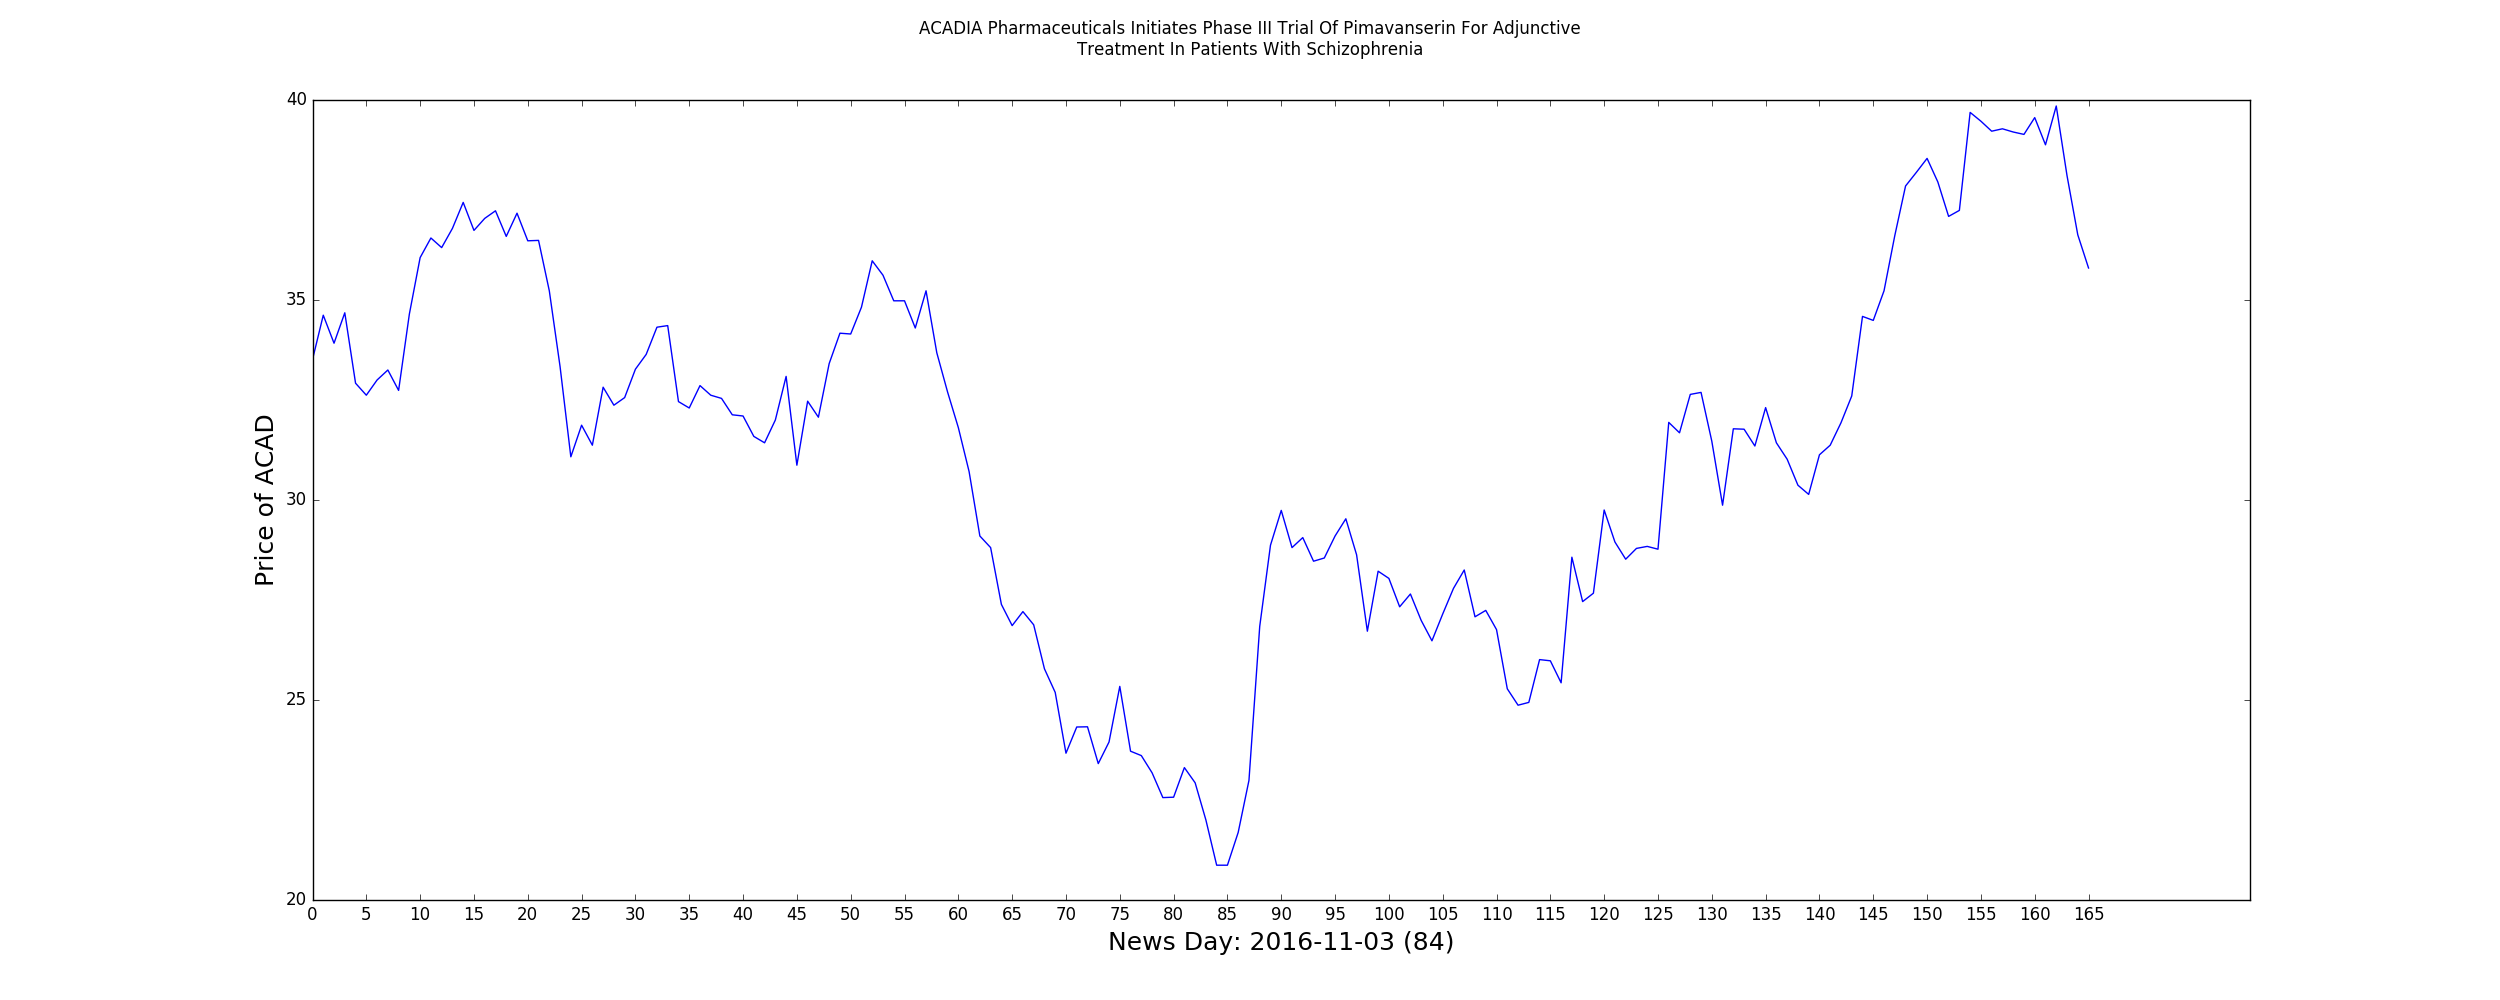 ACADIA Pharmaceuticals Initiates Phase III Trial Of Pimavanserin For Adjunctive
Treatment In Patients With Schizophrenia
40
35
30
25
20
Price of ACAD
0 5 10 15 20 25 30 35 40 45 50 55 60 65 70 75 80 85 90 95 100 105 110 115 120 125 130 135 140 145 150 155 160 165
News Day: 2016-11-03 (84)